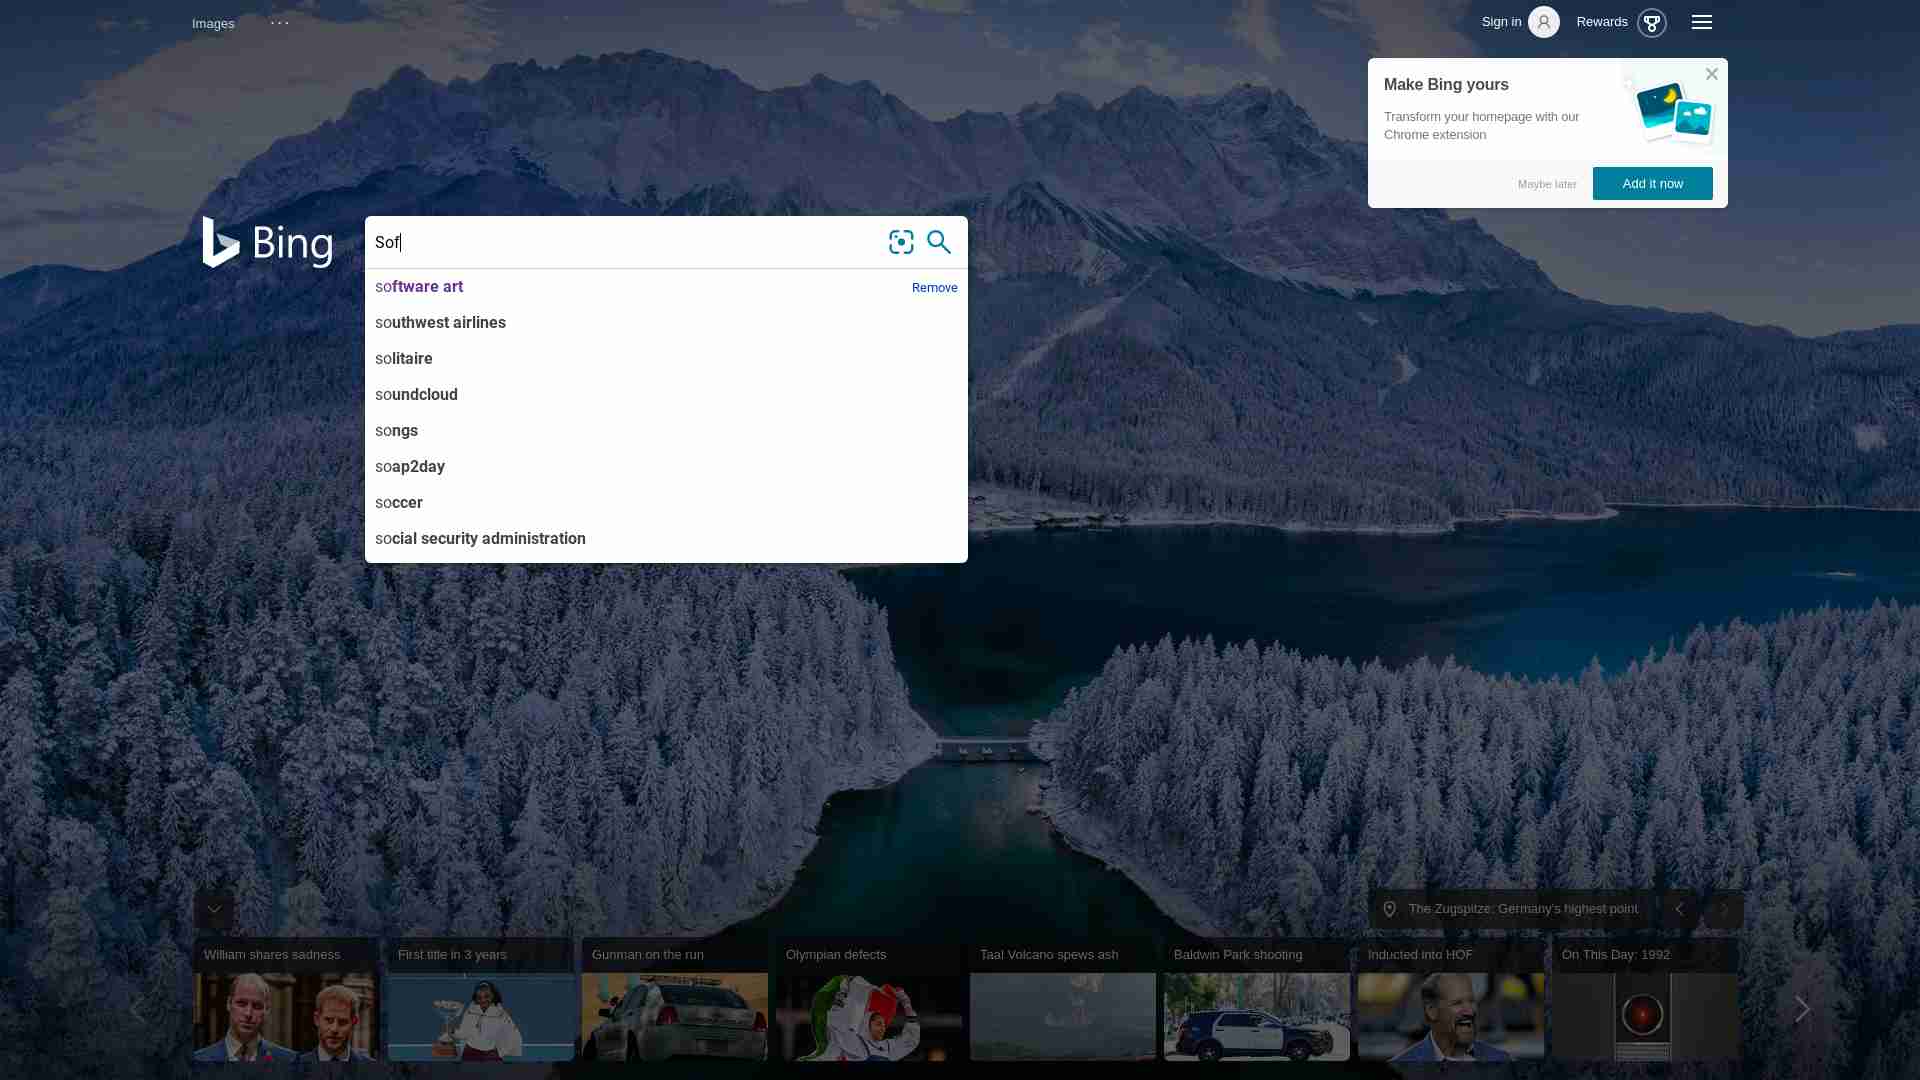 Images
...
Sign in
Rewards
Make Bing yours
Transform your homepage with our
Chrome extension
Maybe later
Add it now
Bing
Sof
software art
Remove
southwest airlines
solitaire
soundcloud
songs
soap2day
soccer
social security administration
The Zugspitze: Germany's highest point
William shares sadness
First title in 3 years
Gunman on the run
Olympian defects
Taal Volcano spews ash
Baldwin Park shooting
Inducted into HOF
On This Day: 1992